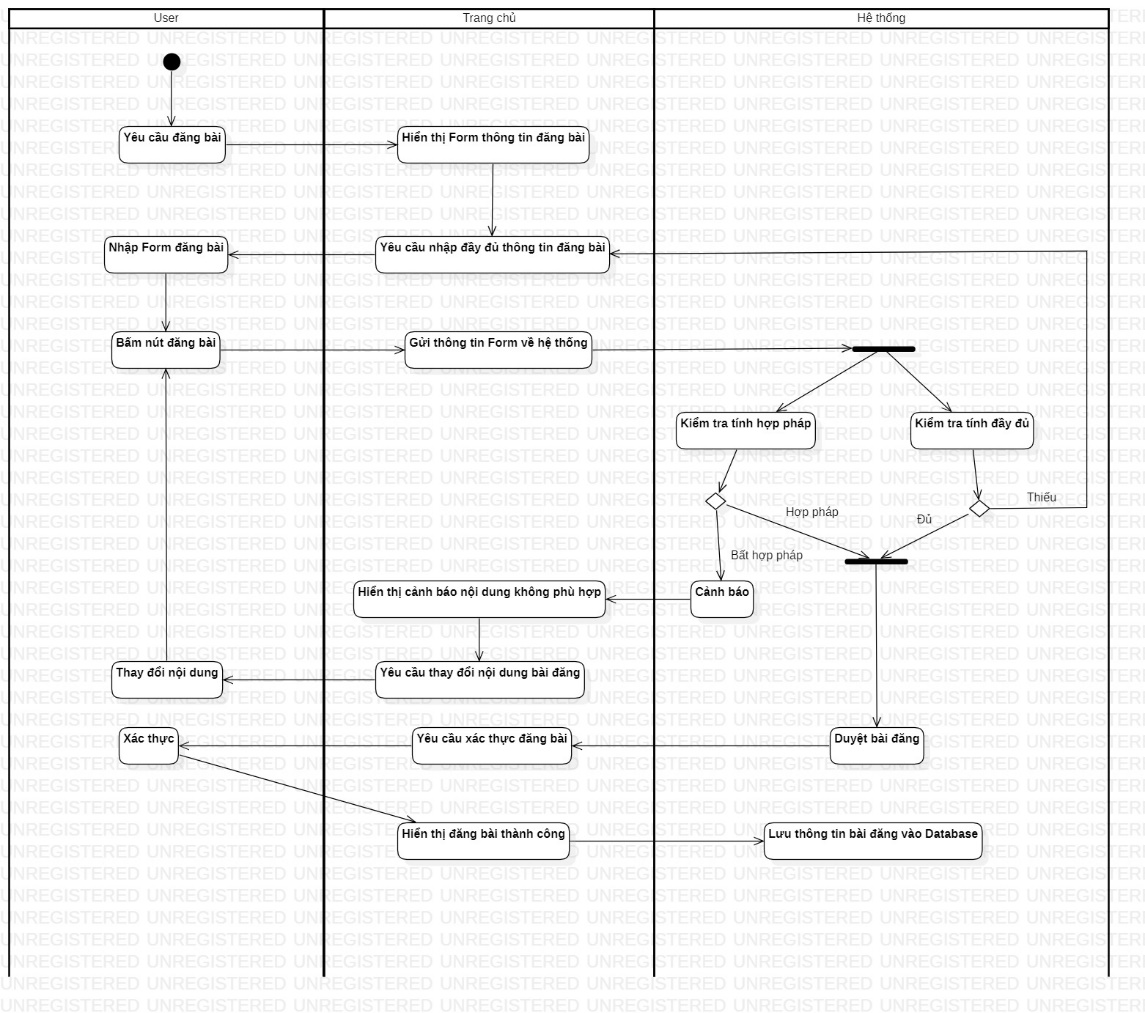 User
Trang chủ
Hệ thống
Yêu cầu đăng bài
Hiển thị Form thông tin đăng bài
Nhập Form đăng bài
Yêu cầu nhập đầy đủ thông tin đăng bài
Bấm nút đăng bài
Gửi thông tin Form về hệ thống
Kiểm tra tính hợp pháp
Kiểm tra tính đầy đủ
Thiếu
Hợp pháp
Đủ
Bất hợp pháp
Hiển thị cảnh báo nội dung không phù hợp
Cảnh báo
Thay đổi nội dung
Yêu cầu thay đổi nội dung bài đăng
Xác thực
Yêu cầu xác thực đăng bài
Duyệt bài đăng
Hiển thị đăng bài thành công
Lưu thông tin bài đăng vào Database
UNREGISTERED